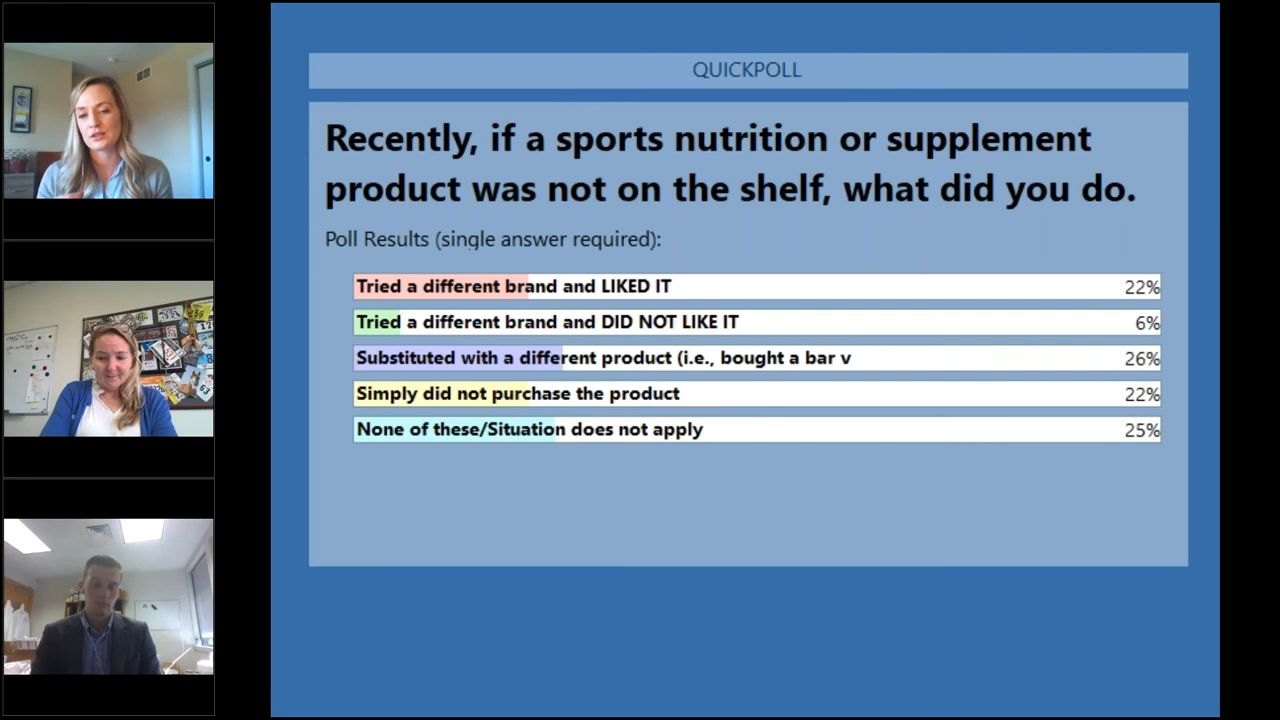 QUICKPOLL
Recently, if a sports nutrition or supplement
product was not on the shelf, what did you do.
Poll Results (single answer required):
Tried a different brand and LIKED IT 22%
Tried a different brand and DID NOT LIKE IT 6%
Substituted with a different product (i.e., bought a bar v 26%
Simply did not purchase the product 22%
None of these/Situation does not apply 25%